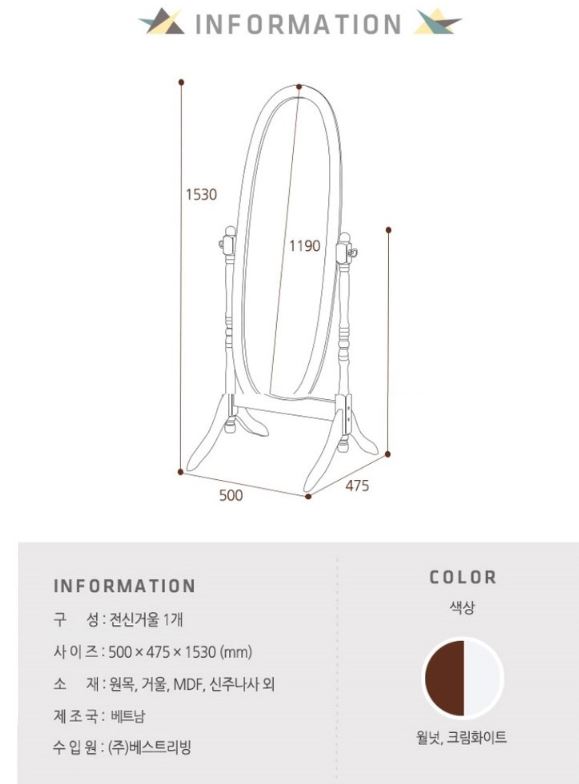 INFORMATION
1530
1190
500
475
INFORMATION
구 성 : 전신거울 1개
사 이 즈 : 500 × 475 × 1530 (mm)
소 재 : 원목, 거울, MDF, 신주나사 외
제 조 국 : 베트남
수 입 원 : (주)베스트리빙
COLOR
색상
월넛, 크림화이트